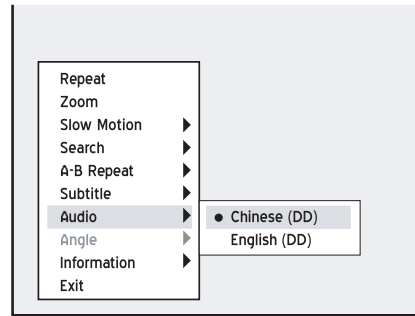 Repeat
Zoom
Slow Motion
Search
A-B Repeat
Subtitle
Audio
Angle
Information
Exit
Chinese (DD)
English (DD)